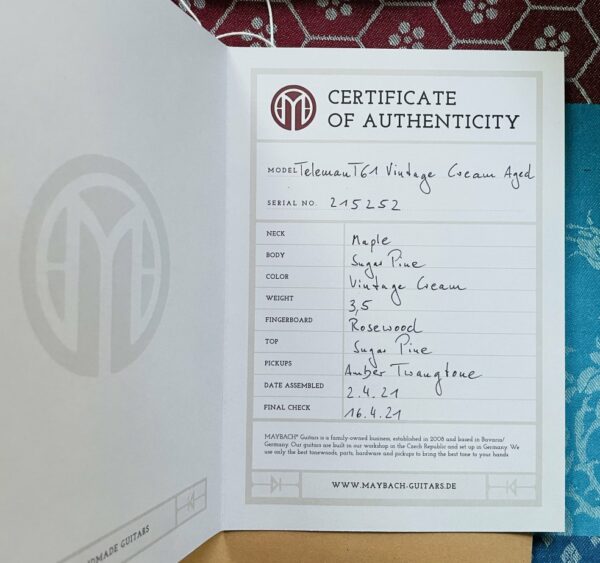 CERTIFICATE
OF AUTHENTICITY
MODEL Teleman T61 Vintage Cream Aged
SERIAL NO. 215252
NECK Maple
BODY Sugar Pine
COLOR Vintage Cream
WEIGHT 3,5
FINGERBOARD Rosewood
TOP Sugar Pine
PICKUPS Amber Twangtone
DATE ASSEMBLED 2.4.21
FINAL CHECK 16.4.21
MAYBACH® Guitars is a family-owned business, established in 2008 and based in Bavaria/
Germany. Our guitars are built in our workshop in the Czech Republic and set up in Germany. We
use only the best tonewoods, parts, hardware and pickups to bring the best tone to your hands
WWW.MAYBACH-GUITARS.DE
GUITARS